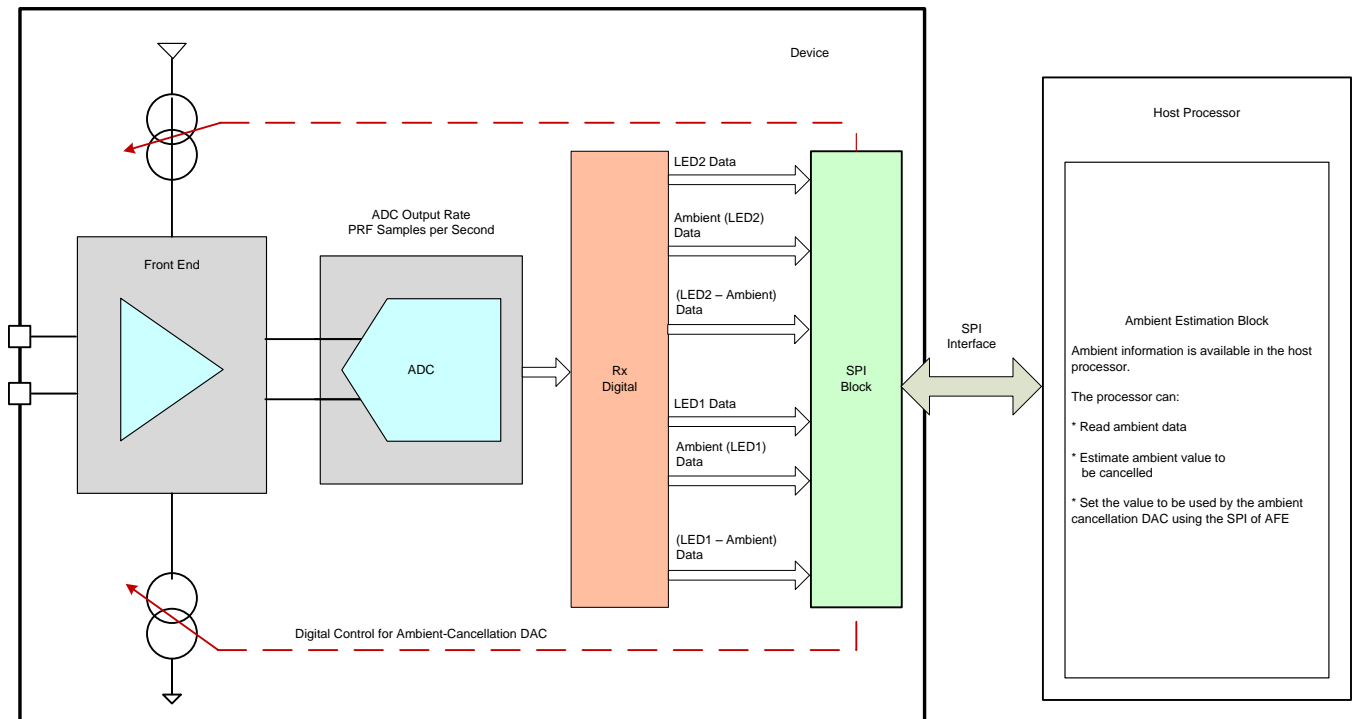 Device
Host Processor
LED2 Data
ADC Output Rate
PRF Samples per Second
Ambient (LED2)
Data
Front End
(LED2 – Ambient)
Data
SPI
Interface
Ambient Estimation Block
Ambient information is available in the host
processor.
ADC
Rx
Digital
SPI
Block
The processor can:
LED1 Data
* Read ambient data
Ambient (LED1)
Data
* Estimate ambient value to
be cancelled
* Set the value to be used by the ambient
cancellation DAC using the SPI of AFE
(LED1 – Ambient)
Data
Digital Control for Ambient-Cancellation DAC